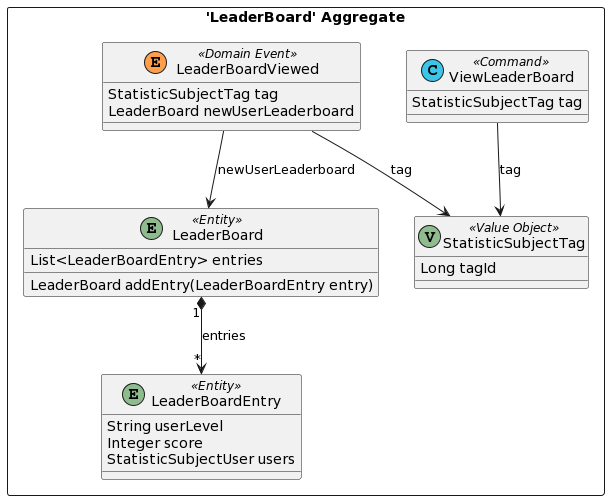 'LeaderBoard' Aggregate
E «Domain Event»
LeaderBoardViewed
StatisticSubjectTag tag
LeaderBoard newUserLeaderboard
C «Command»
ViewLeaderBoard
StatisticSubjectTag tag
newUserLeaderboard
tag
tag
E «Entity»
LeaderBoard
List<LeaderBoardEntry> entries
LeaderBoard addEntry(LeaderBoardEntry entry)
V «Value Object»
StatisticSubjectTag
Long tagId
1
entries
*
E «Entity»
LeaderBoardEntry
String userLevel
Integer score
StatisticSubjectUser users